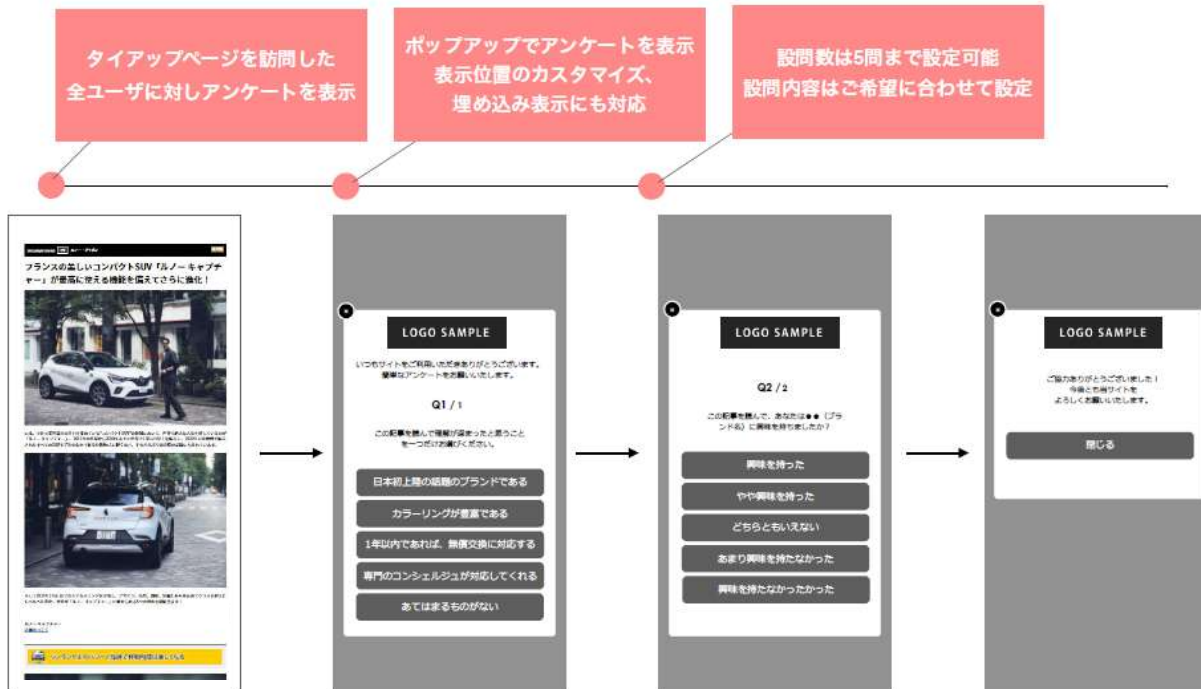 タイアップページを訪問した
全ユーザに対しアンケートを表示
ポップアップでアンケートを表示
表示位置のカスタマイズ、
埋め込み表示にも対応
設問数は5問まで設定可能
設問内容はご希望に合わせて設定
フランスの美しいコンパクトSUV「ルノー キャプチ
ャー」が最高に使える機能を備えてさらに進化！
LOGO SAMPLE
いつもサイトをご利用いただきありがとうございます。
簡単なアンケートをお願いいたします。
Q1 / 1
この記事を読んで理解が深まったと思うこと
を一つだけお選びください。
日本初上陸の話題のブランドである
カラーリングが豊富である
1年以内であれば、無償交換に対応する
専門のコンシェルジュが対応してくれる
あてはまるものがない
LOGO SAMPLE
Q2 / 2
この記事を読んで、あなたは●●（ブラ
ンド名）に興味を持ちましたか？
興味を持った
やや興味を持った
どちらともいえない
あまり興味を持たなかった
興味を持たなかったかった
LOGO SAMPLE
ご協力ありがとうございました！
今後とも当サイトを
よろしくお願いいたします。
閉じる